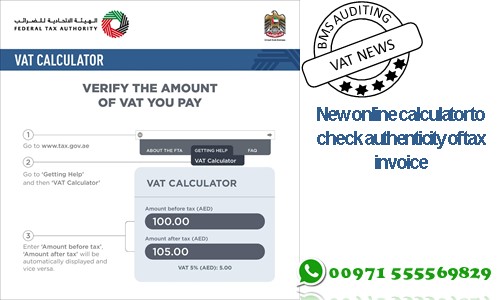 الهيئة الاتحادية للضرائب
FEDERAL TAX AUTHORITY
VAT CALCULATOR
VERIFY THE AMOUNT
OF VAT YOU PAY
1
Go to www.tax.gov.ae
2
Go to 'Getting Help'
and then 'VAT Calculator'
ABOUT THE FTA
GETTING HELP
FAQ
VAT Calculator
VAT CALCULATOR
Amount before tax (AED)
100.00
Amount after tax (AED)
105.00
VAT 5% (AED): 5.00
3
Enter 'Amount before tax'.
'Amount after tax' will be
automatically displayed and
vice versa.
BMS AUDITING
VAT NEWS
New online calculator to
check authenticity of tax
invoice
00971 555569829